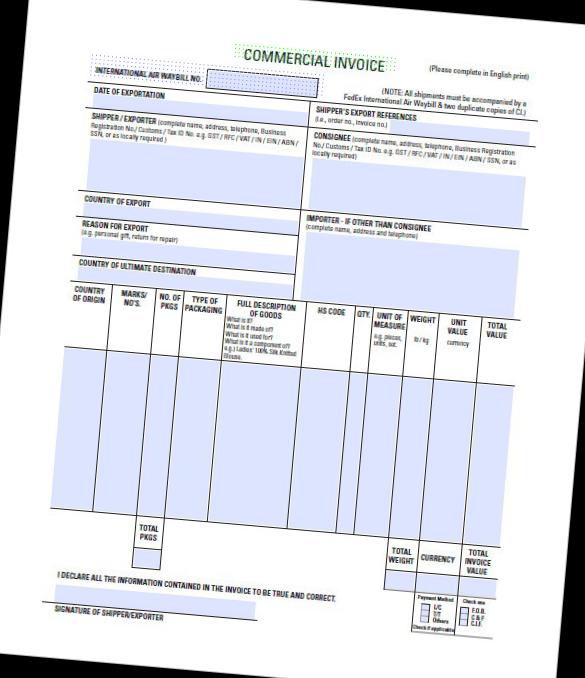 COMMERCIAL INVOICE
(Please complete in English print)
INTERNATIONAL AIR WAYBILL NO.
(NOTE: All shipments must be accompanied by a
FedEx International Air Waybill & two duplicate copies of CI.)
DATE OF EXPORTATION
SHIPPER'S EXPORT REFERENCES
(i.e., order no., invoice no.)
SHIPPER / EXPORTER (complete name, address, telephone, Business
Registration No./ Customs / Tax ID No. e.g. GST / RFC / VAT / IN / EIN / ABN /
SSN, or as locally required )
CONSIGNEE (complete name, address, telephone, Business Registration
No./ Customs / Tax ID No. e.g. GST / RFC / VAT / IN / EIN / ABN / SSN, or as
locally required)
COUNTRY OF EXPORT
REASON FOR EXPORT
(e.g. personal gift, return for repair)
COUNTRY OF ULTIMATE DESTINATION
IMPORTER - IF OTHER THAN CONSIGNEE
(complete name, address and telephone)
COUNTRY
OF ORIGIN
MARKS/
NO'S.
NO. OF
PKGS
TYPE OF
PACKAGING
FULL DESCRIPTION
OF GOODS
What is it?
What is it made of?
What is it used for?
What is it a component of?
e.g.) Ladies' 100% Silk Knitted
Blouse.
HS CODE
QTY.
UNIT OF
MEASURE
e.g. pieces,
units, set.
WEIGHT
lb / kg
UNIT
VALUE
currency
TOTAL
VALUE
TOTAL
PKGS
TOTAL
WEIGHT
CURRENCY
TOTAL
INVOICE
VALUE
I DECLARE ALL THE INFORMATION CONTAINED IN THE INVOICE TO BE TRUE AND CORRECT.
SIGNATURE OF SHIPPER/EXPORTER
Payment Method
L/C
T/T
Others
Check if applicable
Check one
F.O.B.
C & F
C.I.F.